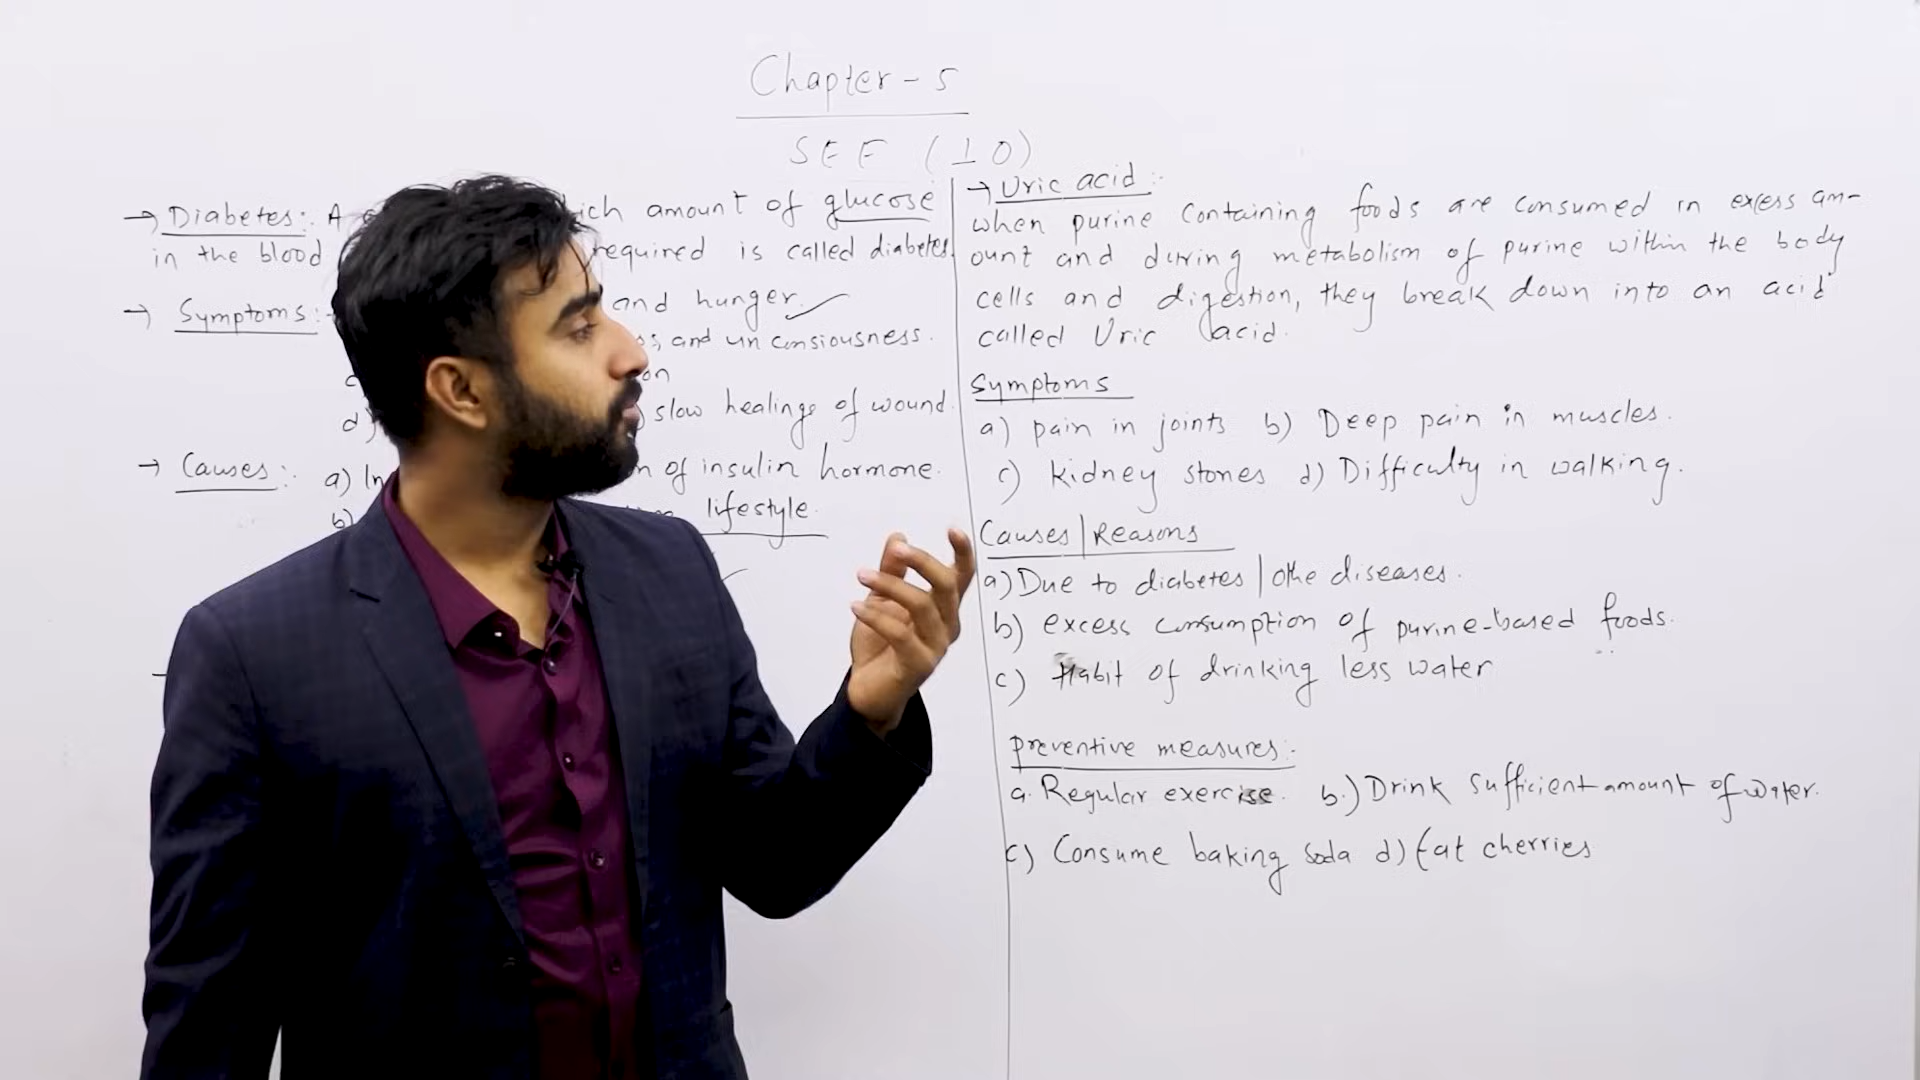 Chapter - 5
SEE (10)
→ Diabetes:- A ich amount of glucose
in the blood required is called diabetes.
→ Symptoms:- and hunger.
s, and unconsiousness.
on
d) slow healings of wound.
→ Causes:- a) In n of insulin hormone.
b) lifestyle.
→ Uric acid :-
when purine containing foods are consumed in excess am-
ount and during metabolism of purine within the body
cells and digestion, they break down into an acid
called Uric acid.
Symptoms
a) pain in joints b) Deep pain in muscles.
c) kidney stones d) Difficulty in walking.
Causes | Reasons
a) Due to diabetes | othe diseases.
b) excess consumption of purine-based foods.
c) Habit of drinking less water
preventive measures:-
a. Regular exercise. b.) Drink sufficient amount of water.
c) Consume baking soda d) Eat cherries